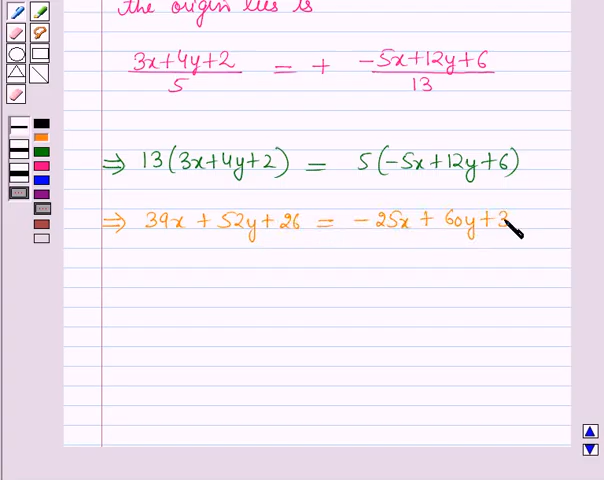 the origin lies is
3x+4y+2/5 = + -5x+12y+6/13
⇒ 13(3x+4y+2) = 5(-5x+12y+6)
⇒ 39x + 52y + 26 = -25x + 60y + 3